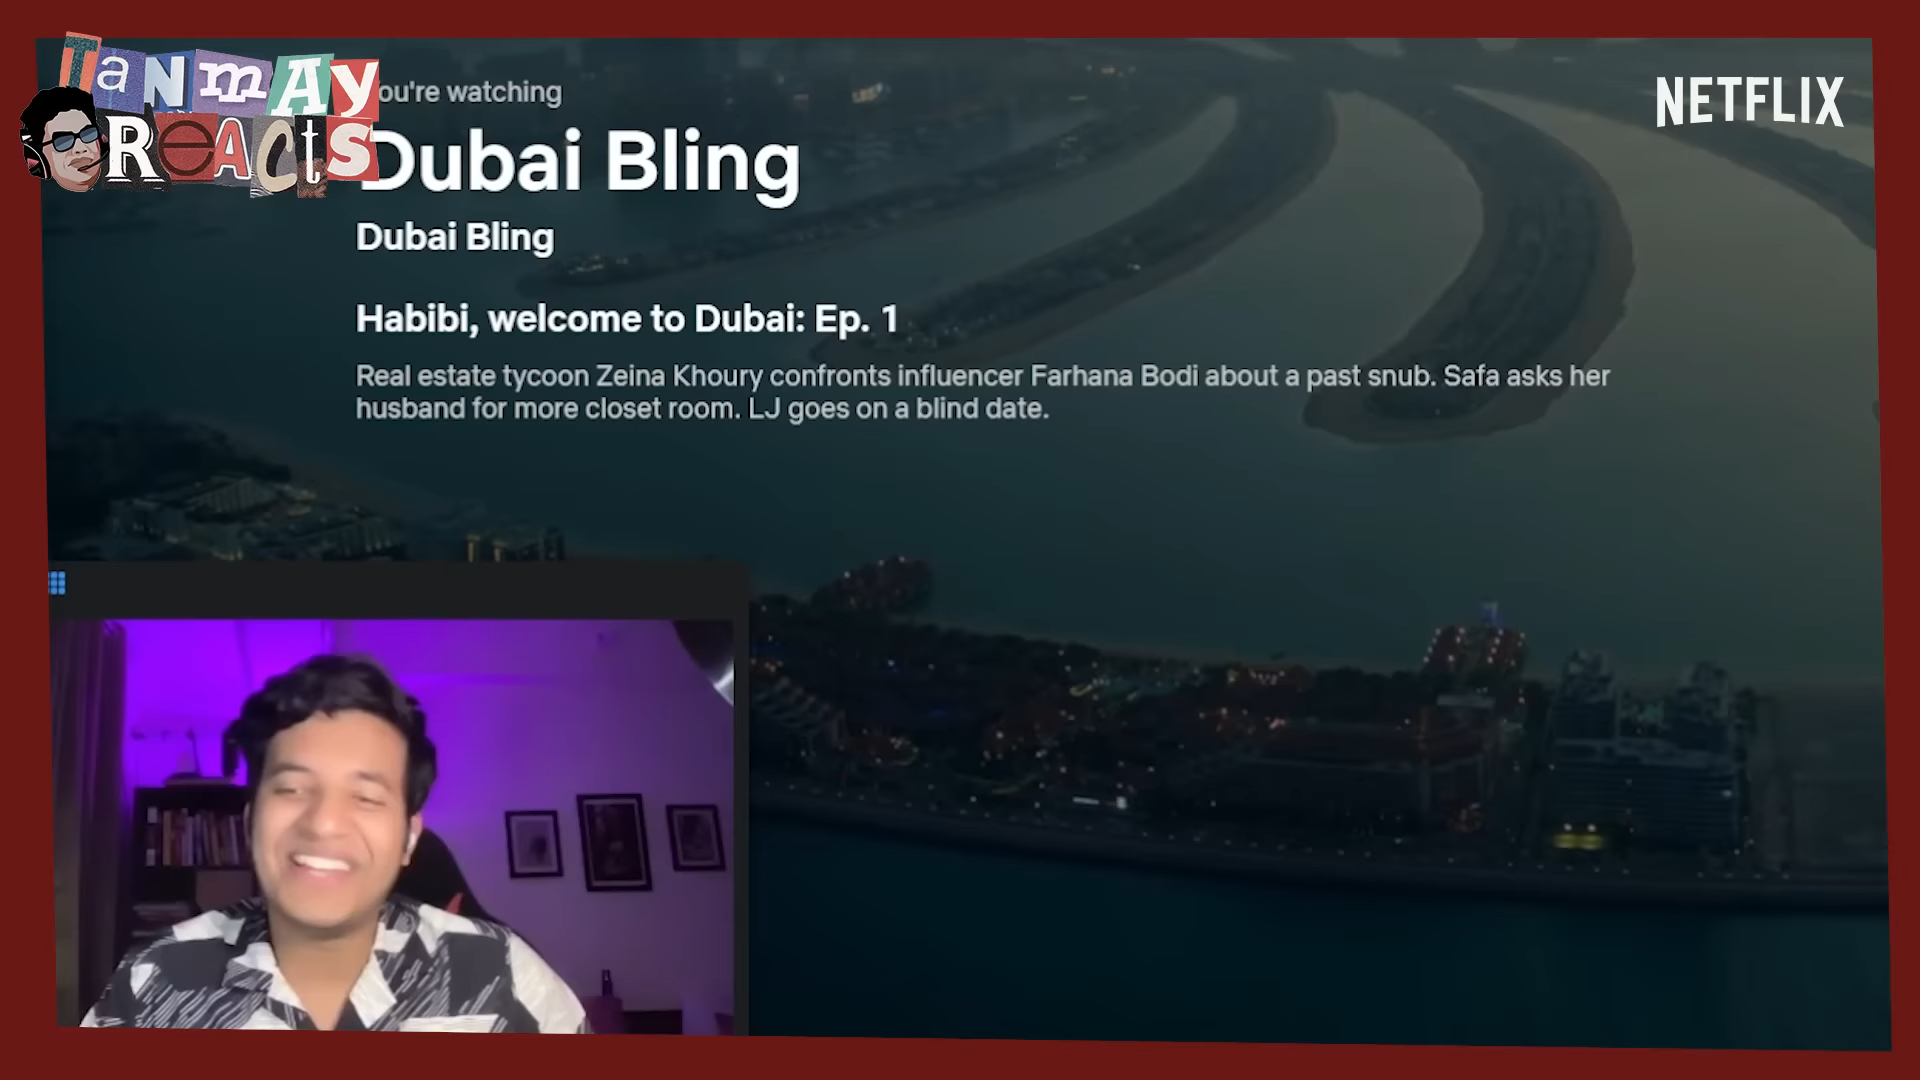 TaNmAy
REACtS
ou're watching
Dubai Bling
Dubai Bling
Habibi, welcome to Dubai: Ep. 1
Real estate tycoon Zeina Khoury confronts influencer Farhana Bodi about a past snub. Safa asks her
husband for more closet room. LJ goes on a blind date.
NETFLIX